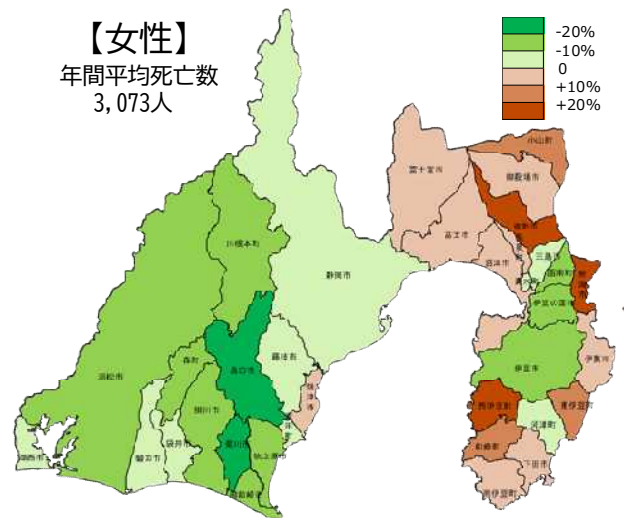 【女性】
年間平均死亡数
3,073人
-20%
-10%
0
+10%
+20%
小山町
富士宮市
御殿場市
裾野市
川根本町
富士市
沼津市
三島市
静岡市
函南町
熱海市
伊豆の国市
藤枝市
森町
島田市
伊東市
伊豆市
浜松市
焼津市
掛川市
西伊豆町
東伊豆町
河津町
袋井市
菊川市
磐田市
湖西市
牧之原市
松崎町
下田市
御前崎市
南伊豆町